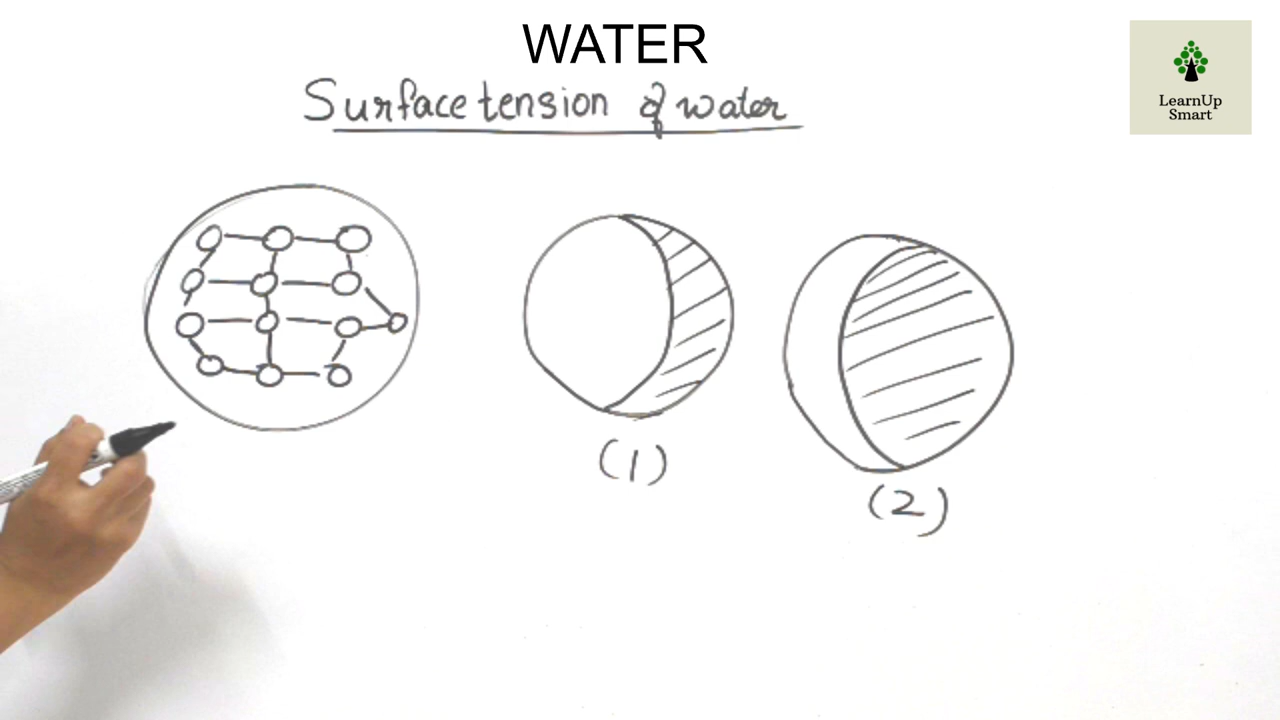 WATER
Surface tension of water
LearnUp
Smart
(1)
(2)